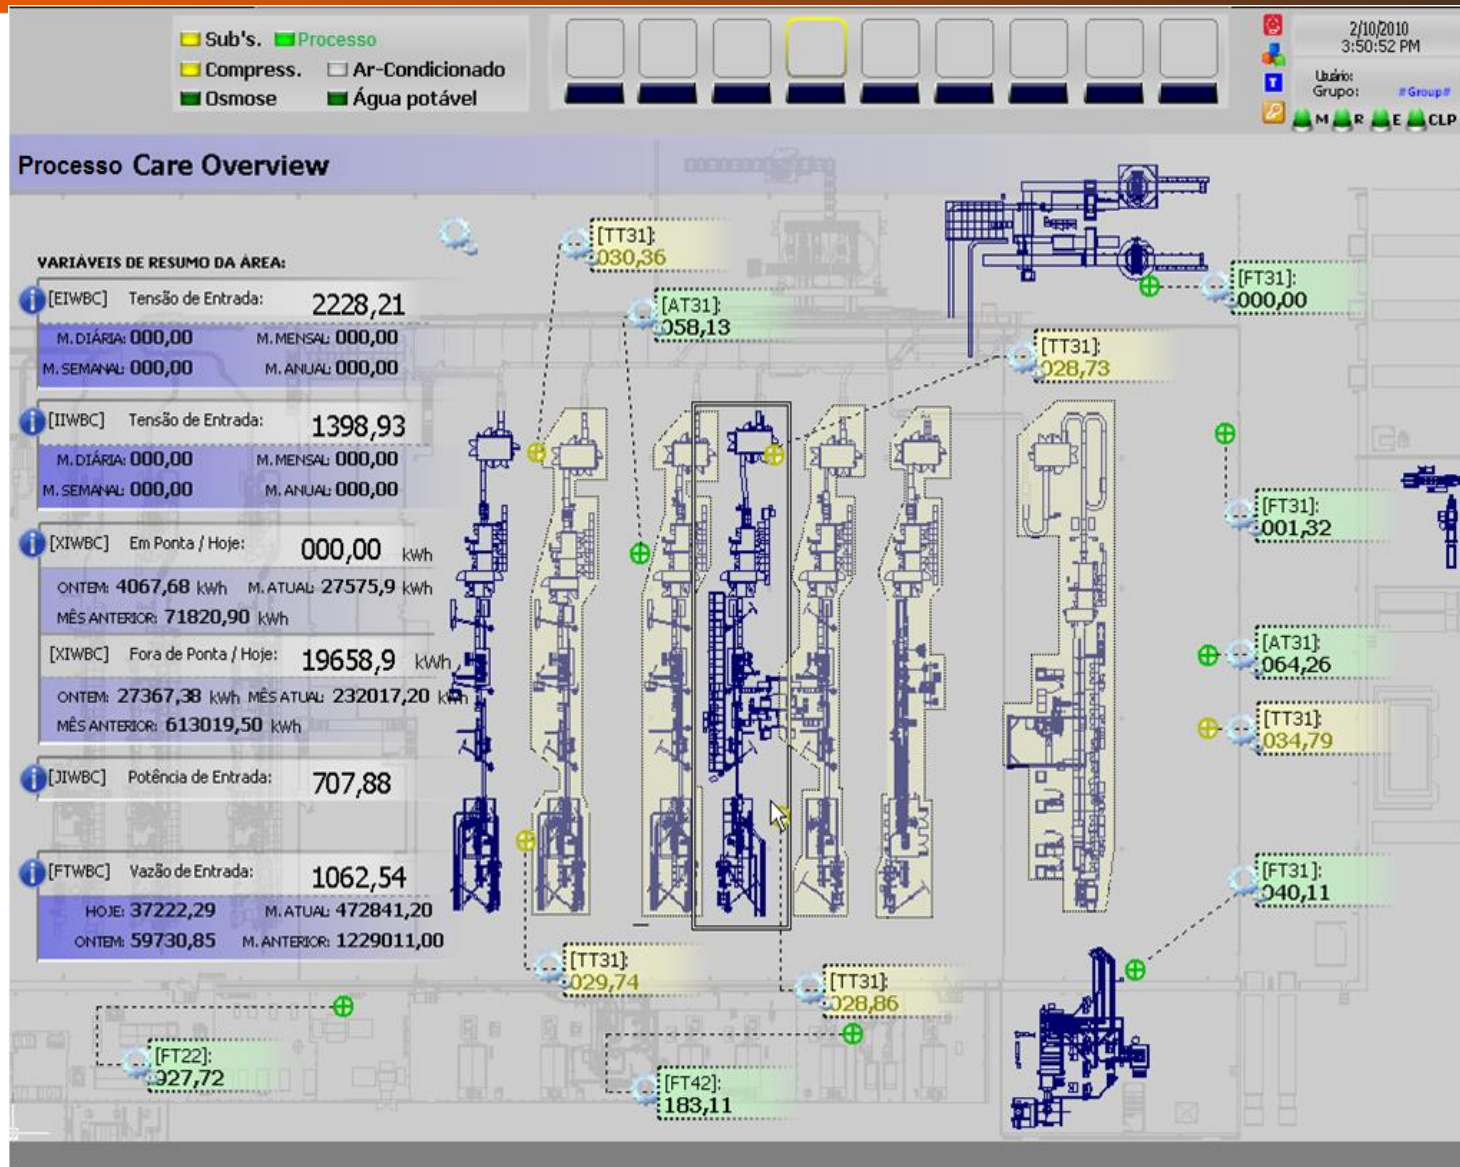 Sub's. Processo
Compress. Ar-Condicionado
Osmose Água potável
2/10/2010
3:50:52 PM
Usuário:
Grupo: #Group#
T
M R E CLP
Processo Care Overview
VARIÁVEIS DE RESUMO DA ÁREA:
[EIWBC] Tensão de Entrada: 2228,21
M. DIÁRIA: 000,00 M. MENSAL: 000,00
M. SEMANAL: 000,00 M. ANUAL: 000,00
[IIWBC] Tensão de Entrada: 1398,93
M. DIÁRIA: 000,00 M. MENSAL: 000,00
M. SEMANAL: 000,00 M. ANUAL: 000,00
[XIWBC] Em Ponta / Hoje: 000,00 kWh
ONTEM: 4067,68 kWh M. ATUAL: 27575,9 kWh
MÊS ANTERIOR: 71820,90 kWh
[XIWBC] Fora de Ponta / Hoje: 19658,9 kWh
ONTEM: 27367,38 kWh MÊS ATUAL: 232017,20 kWh
MÊS ANTERIOR: 613019,50 kWh
[JIWBC] Potência de Entrada: 707,88
[FTWBC] Vazão de Entrada: 1062,54
HOJE: 37222,29 M. ATUAL: 472841,20
ONTEM: 59730,85 M. ANTERIOR: 1229011,00
[TT31]:
030,36
[AT31]:
058,13
[TT31]:
028,73
[FT31]:
000,00
[FT31]:
001,32
[AT31]:
064,26
[TT31]:
034,79
[FT31]:
040,11
[TT31]:
029,74
[TT31]:
028,86
[FT22]:
927,72
[FT42]:
183,11